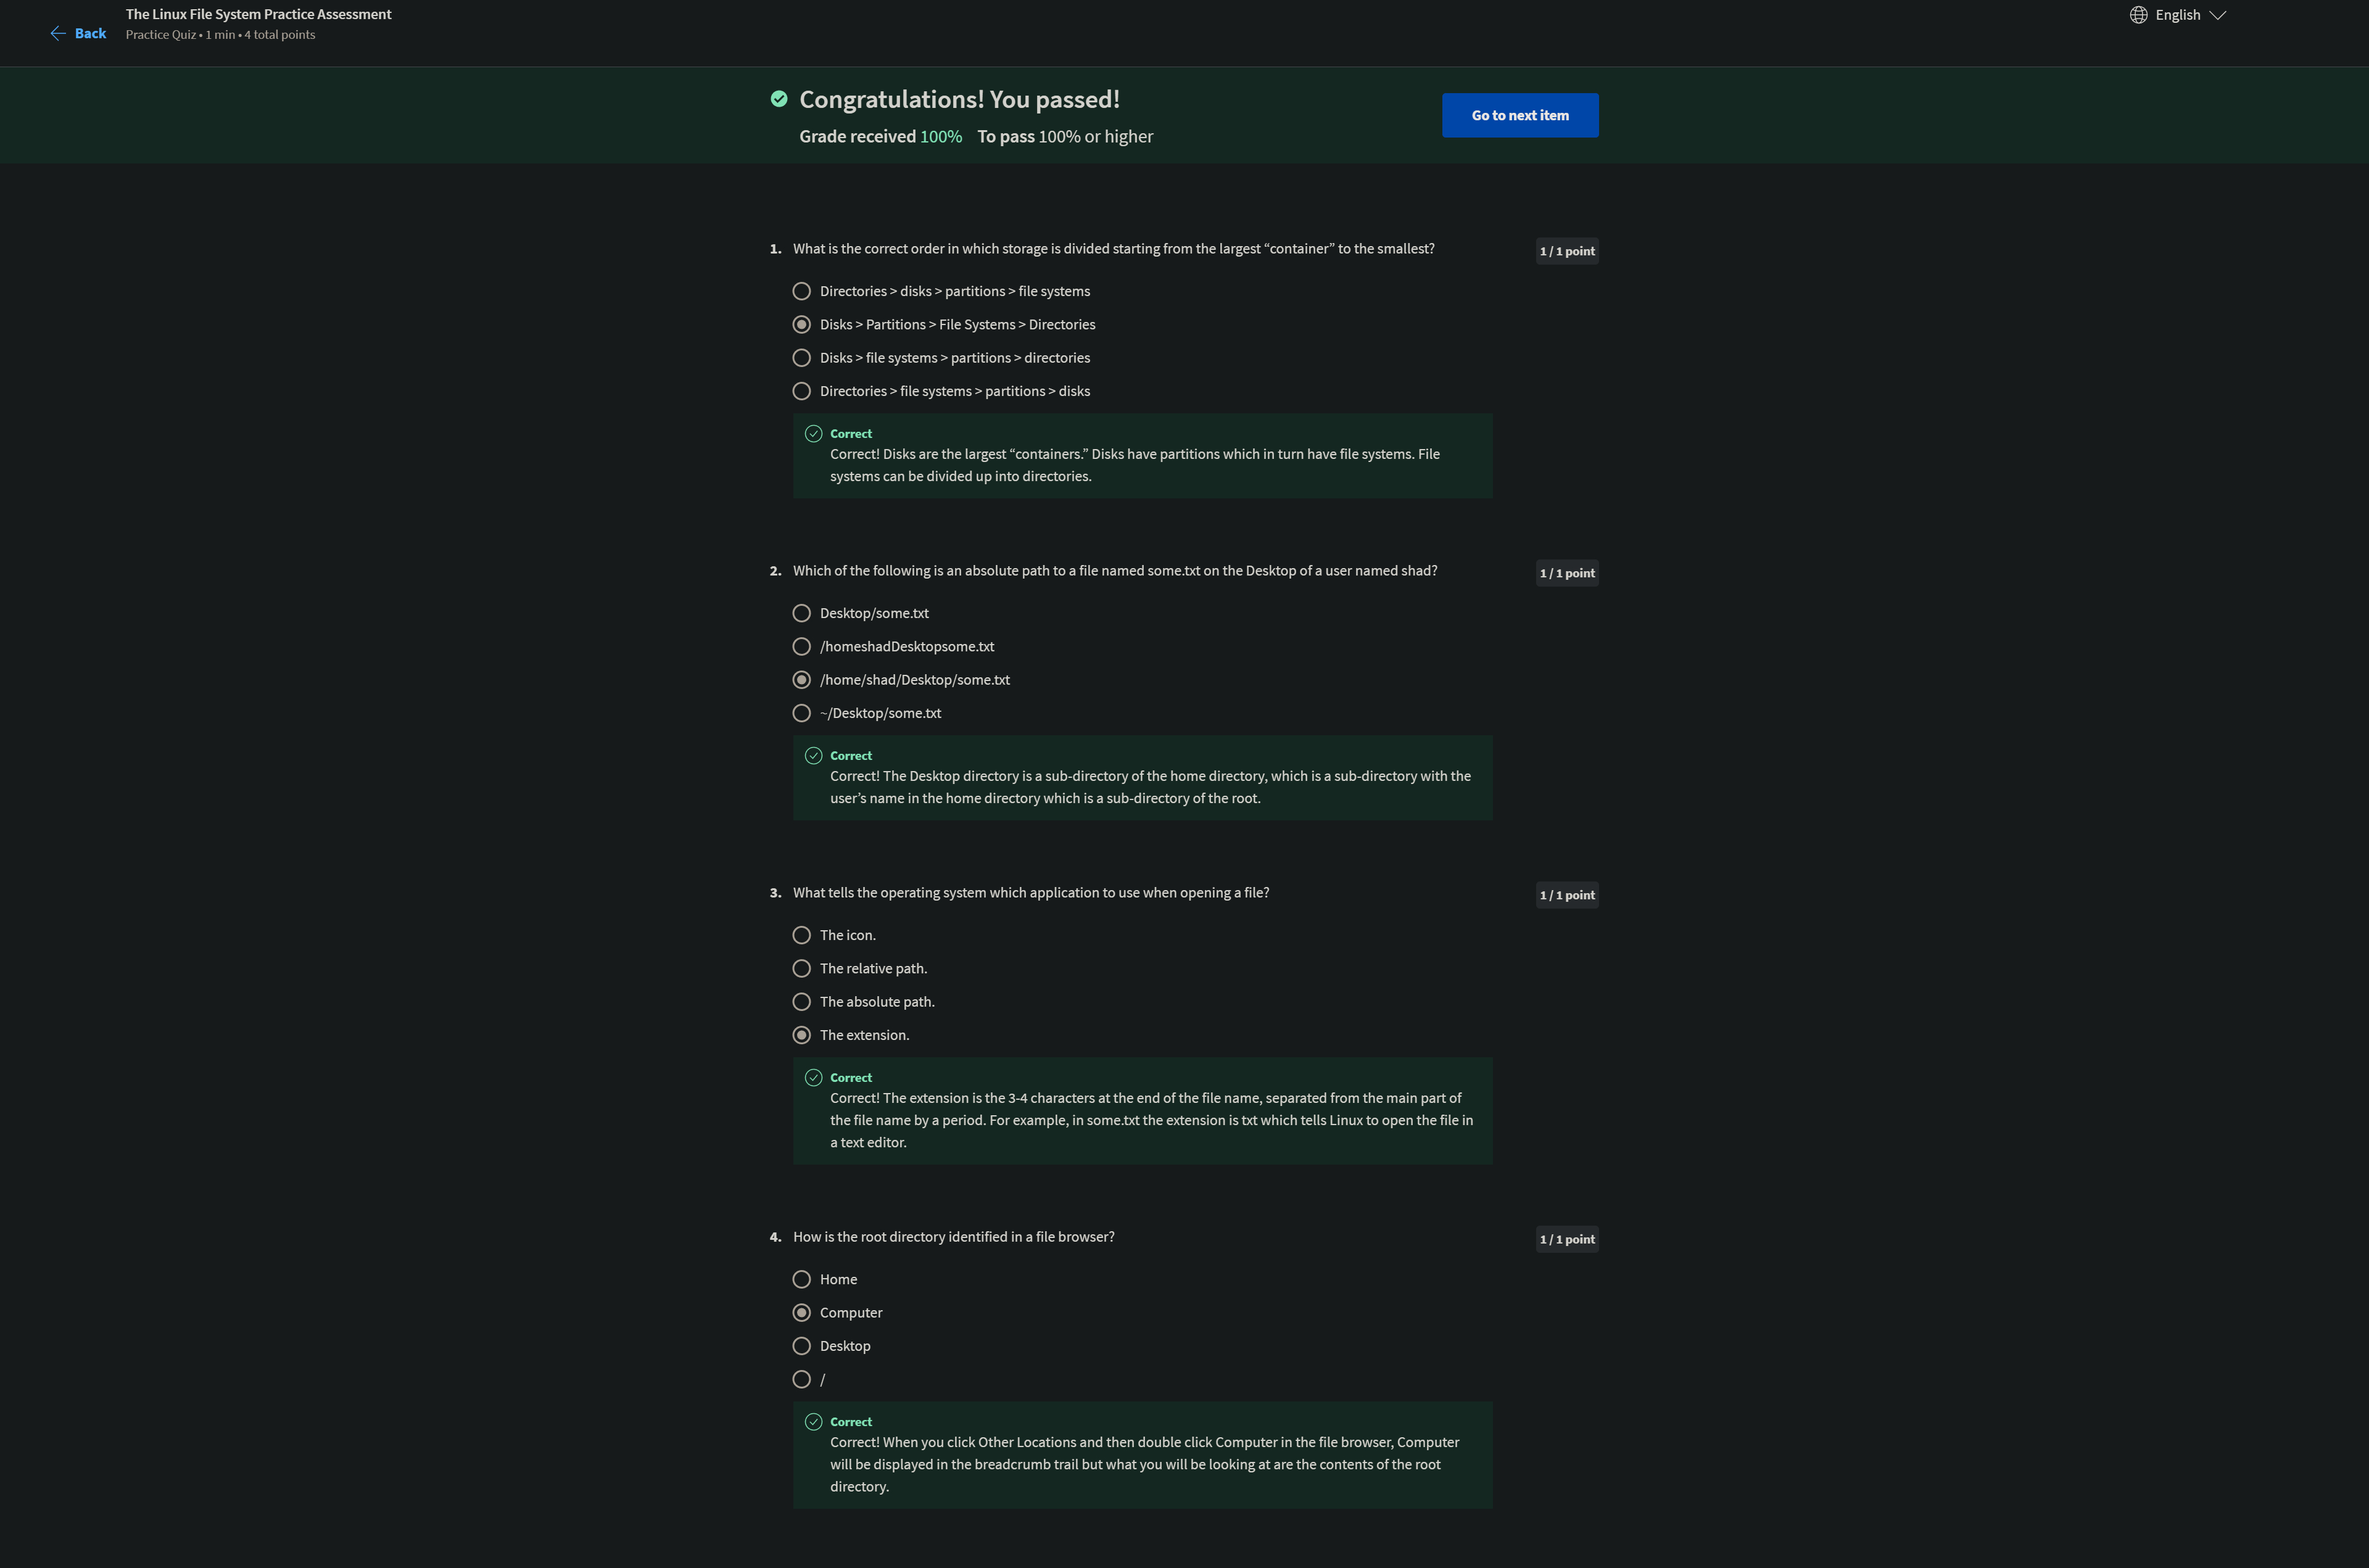 The Linux File System Practice Assessment
Back
Practice Quiz • 1 min • 4 total points
English
Congratulations! You passed!
Grade received 100% To pass 100% or higher
Go to next item
1. What is the correct order in which storage is divided starting from the largest “container” to the smallest?
1 / 1 point
Directories > disks > partitions > file systems
Disks > Partitions > File Systems > Directories
Disks > file systems > partitions > directories
Directories > file systems > partitions > disks
Correct
Correct! Disks are the largest “containers.” Disks have partitions which in turn have file systems. File
systems can be divided up into directories.
2. Which of the following is an absolute path to a file named some.txt on the Desktop of a user named shad?
1 / 1 point
Desktop/some.txt
/homeshadDesktopsome.txt
/home/shad/Desktop/some.txt
~/Desktop/some.txt
Correct
Correct! The Desktop directory is a sub-directory of the home directory, which is a sub-directory with the
user’s name in the home directory which is a sub-directory of the root.
3. What tells the operating system which application to use when opening a file?
1 / 1 point
The icon.
The relative path.
The absolute path.
The extension.
Correct
Correct! The extension is the 3-4 characters at the end of the file name, separated from the main part of
the file name by a period. For example, in some.txt the extension is txt which tells Linux to open the file in
a text editor.
4. How is the root directory identified in a file browser?
1 / 1 point
Home
Computer
Desktop
/
Correct
Correct! When you click Other Locations and then double click Computer in the file browser, Computer
will be displayed in the breadcrumb trail but what you will be looking at are the contents of the root
directory.